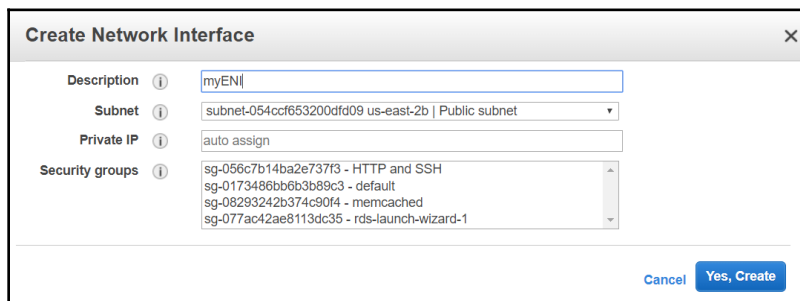 Create Network Interface
Description myENI
Subnet subnet-054ccf653200dfd09 us-east-2b | Public subnet
Private IP auto assign
Security groups sg-056c7b14ba2e737f3 - HTTP and SSH
sg-0173486bb6b3b89c3 - default
sg-08293242b374c90f4 - memcached
sg-077ac42ae8113dc35 - rds-launch-wizard-1
Cancel Yes, Create